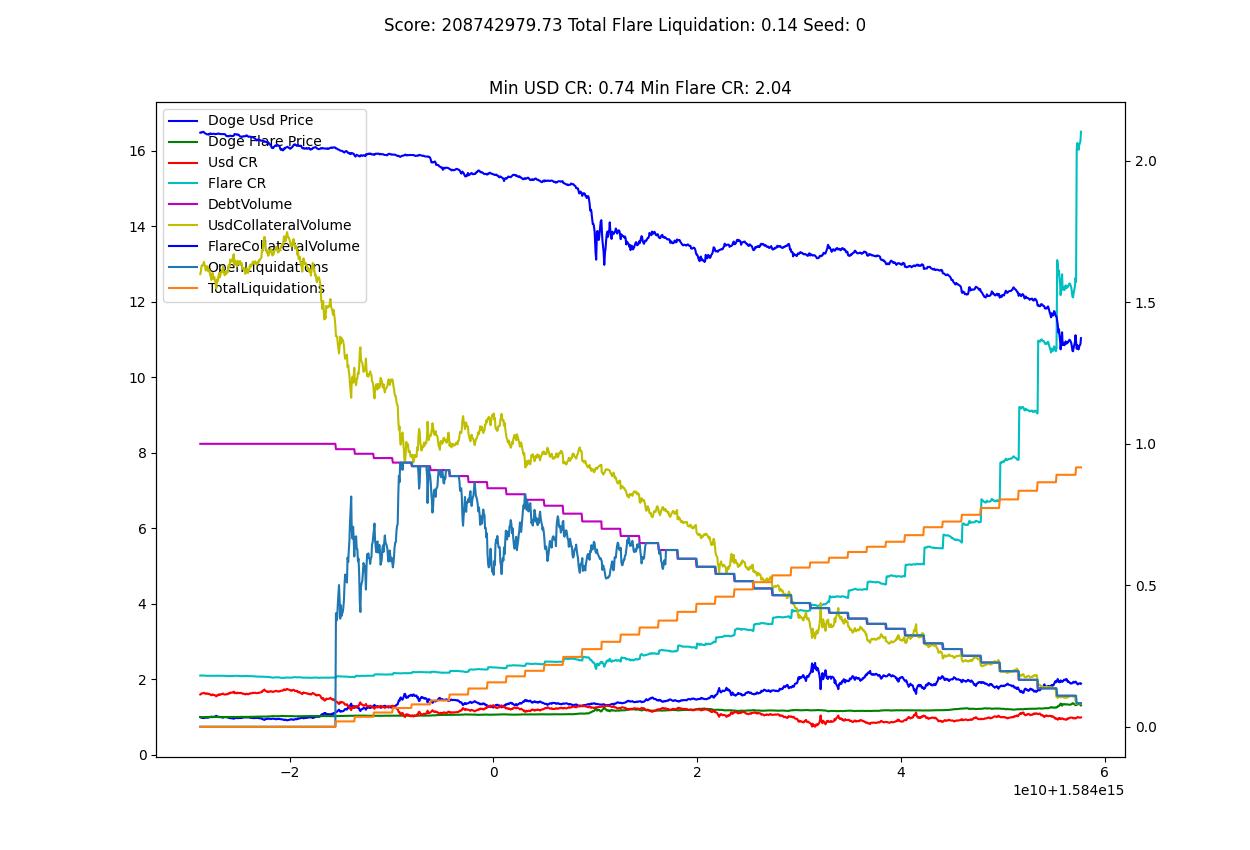 Score: 208742979.73 Total Flare Liquidation: 0.14 Seed: 0
Min USD CR: 0.74 Min Flare CR: 2.04
Doge Usd Price
Doge Flare Price
Usd CR
Flare CR
DebtVolume
UsdCollateralVolume
FlareCollateralVolume
OpenLiquidations
TotalLiquidations
16
14
12
10
8
6
4
2
0
2.0
1.5
1.0
0.5
0.0
−2
0
2
4
6
1e10+1.584e15